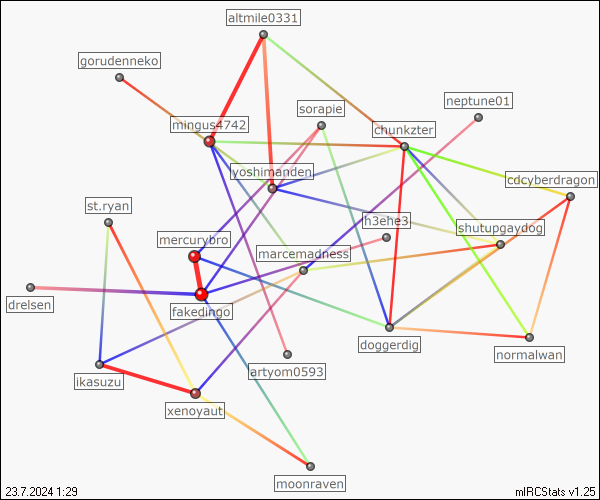 altmile0331
gorudenneko
neptune01
sorapie
mingus4742
chunkzter
yoshimanden
cdcyberdragon
st.ryan
h3ehe3
shutupgaydog
mercurybro
marcemadness
drelsen
fakedingo
doggerdig
normalwan
artyom0593
ikasuzu
xenoyaut
moonraven
23.7.2024 1:29
mIRCStats v1.25